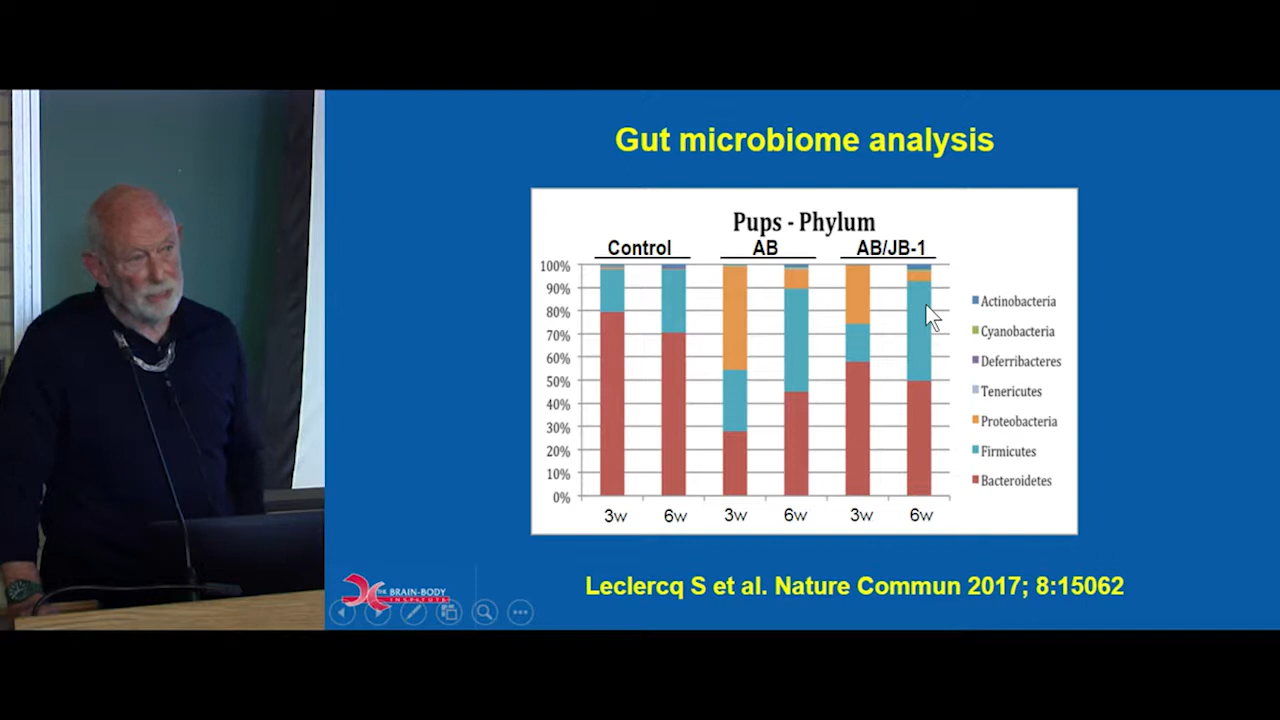 Gut microbiome analysis
Pups - Phylum
Control AB AB/JB-1
100%
90%
80%
70%
60%
50%
40%
30%
20%
10%
0%
3w 6w 3w 6w 3w 6w
Actinobacteria
Cyanobacteria
Deferribacteres
Tenericutes
Proteobacteria
Firmicutes
Bacteroidetes
Leclercq S et al. Nature Commun 2017; 8:15062
THE BRAIN-BODY
INSTITUTE